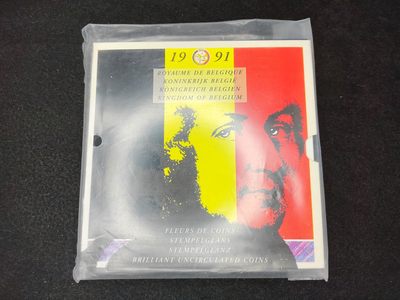 19 91
ROYAUME DE BELGIQUE
KONINKRIJK BELGIË
KÖNIGREICH BELGIEN
KINGDOM OF BELGIUM
FLEURS DE COINS
STEMPELGLANS
STEMPELGLANZ
BRILLIANT UNCIRCULATED COINS